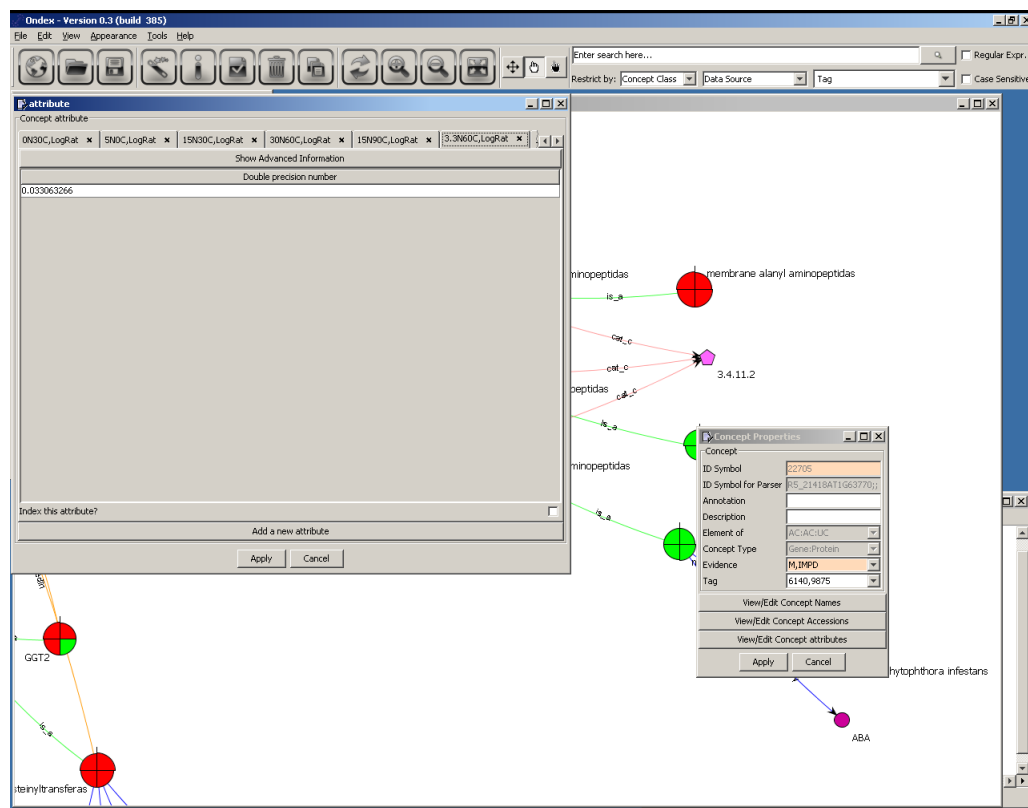 Ondex - Version 0.3 (build 385)
File Edit View Appearance Tools Help
Enter search here...
Regular Expr.
Restrict by: Concept Class Data Source Tag
Case Sensitive
attribute
Concept attribute
0N30C,LogRat 5N0C,LogRat 15N30C,LogRat 30N60C,LogRat 15N90C,LogRat 3.3N60C,LogRat
Show Advanced Information
Double precision number
0.033063266
Index this attribute?
Add a new attribute
Apply Cancel
minopeptidas
membrane alanyl aminopeptidas
is_a
cat_c
cat_c
3.4.11.2
peptidas
cat_c
is_a
minopeptidas
is_a
Concept Properties
Concept
ID Symbol 22705
ID Symbol for Parser R5_21418AT1G63770;;
Annotation
Description
Element of AC:AC:UC
Concept Type Gene:Protein
Evidence M,IMPD
Tag 6140,9875
View/Edit Concept Names
View/Edit Concept Accessions
View/Edit Concept attributes
Apply Cancel
GGT2
hytophthora infestans
ABA
is_a
steinyltransferas